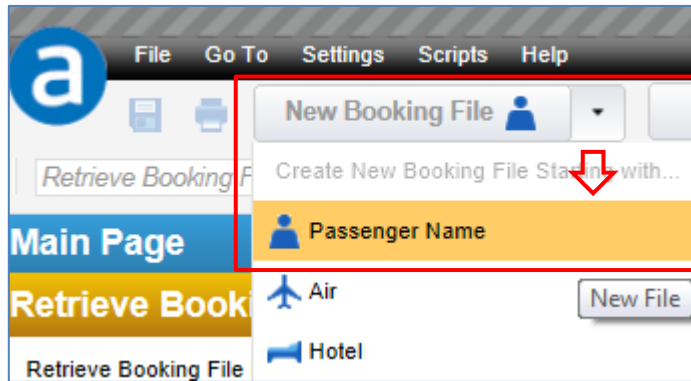 a
File Go To Settings Scripts Help
New Booking File
Retrieve Booking F
Create New Booking File Starting with...
Main Page
Passenger Name
Retrieve Booki
Air
New File
Hotel
Retrieve Booking File